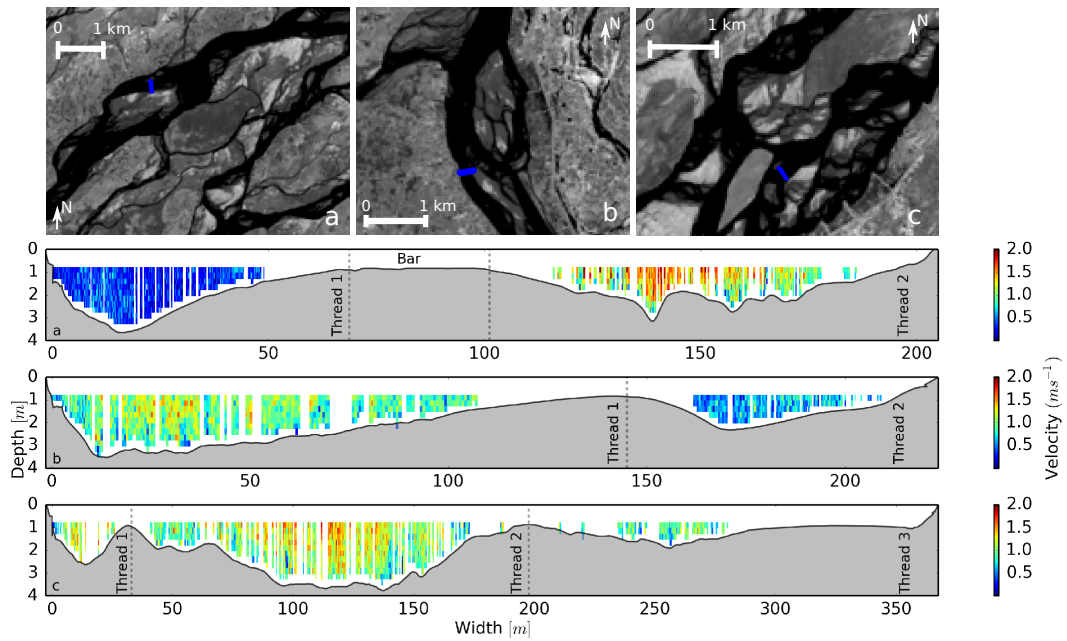 0 1 km
N
a
0 1 km
N
b
0 1 km
N
c
0
1
2
3
4
a
Thread 1
Bar
Thread 2
0 50 100 150 200
2.0
1.5
1.0
0.5
Depth [m]
0
1
2
3
4
b
Thread 1
Thread 2
0 50 100 150 200
2.0
1.5
1.0
0.5
Velocity (ms⁻¹)
0
1
2
3
4
c
Thread 1
Thread 2
Thread 3
0 50 100 150 200 250 300 350
2.0
1.5
1.0
0.5
Width [m]